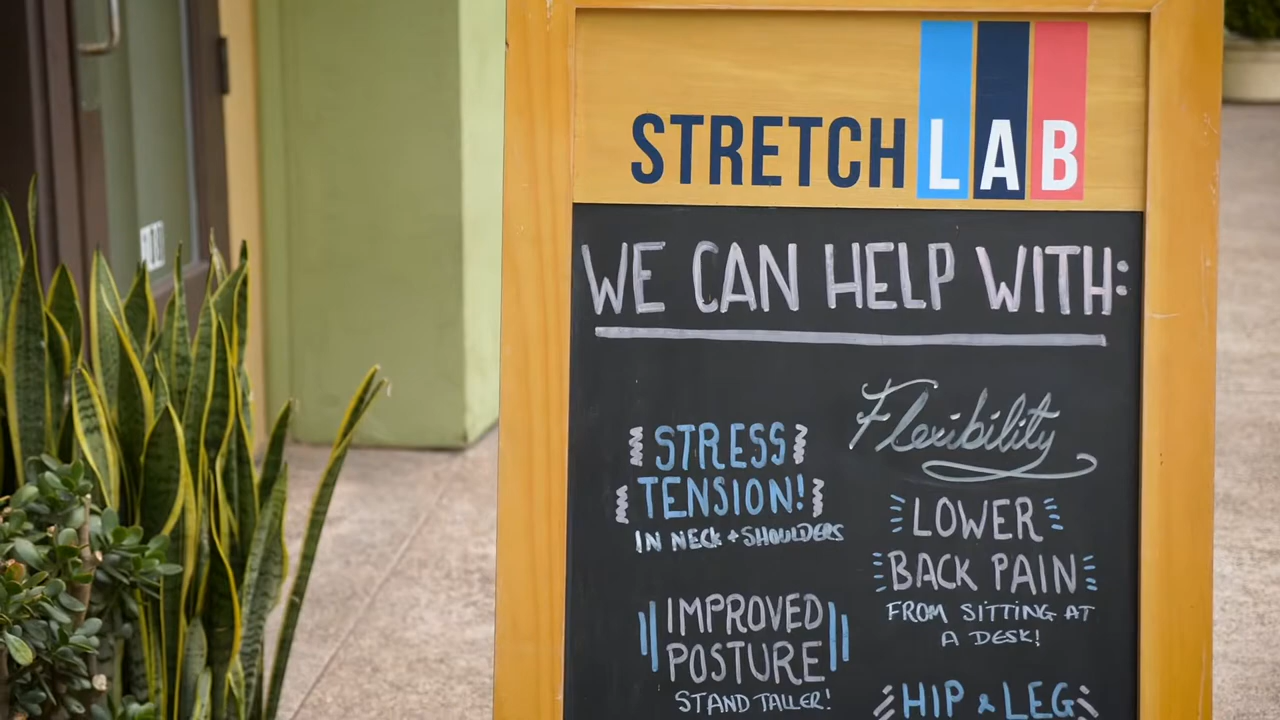 STRETCH LAB
WE CAN HELP WITH:
STRESS
TENSION!
IN NECK + SHOULDERS
IMPROVED
POSTURE
STAND TALLER!
Flexibility
LOWER
BACK PAIN
FROM SITTING AT
A DESK!
HIP & LEG